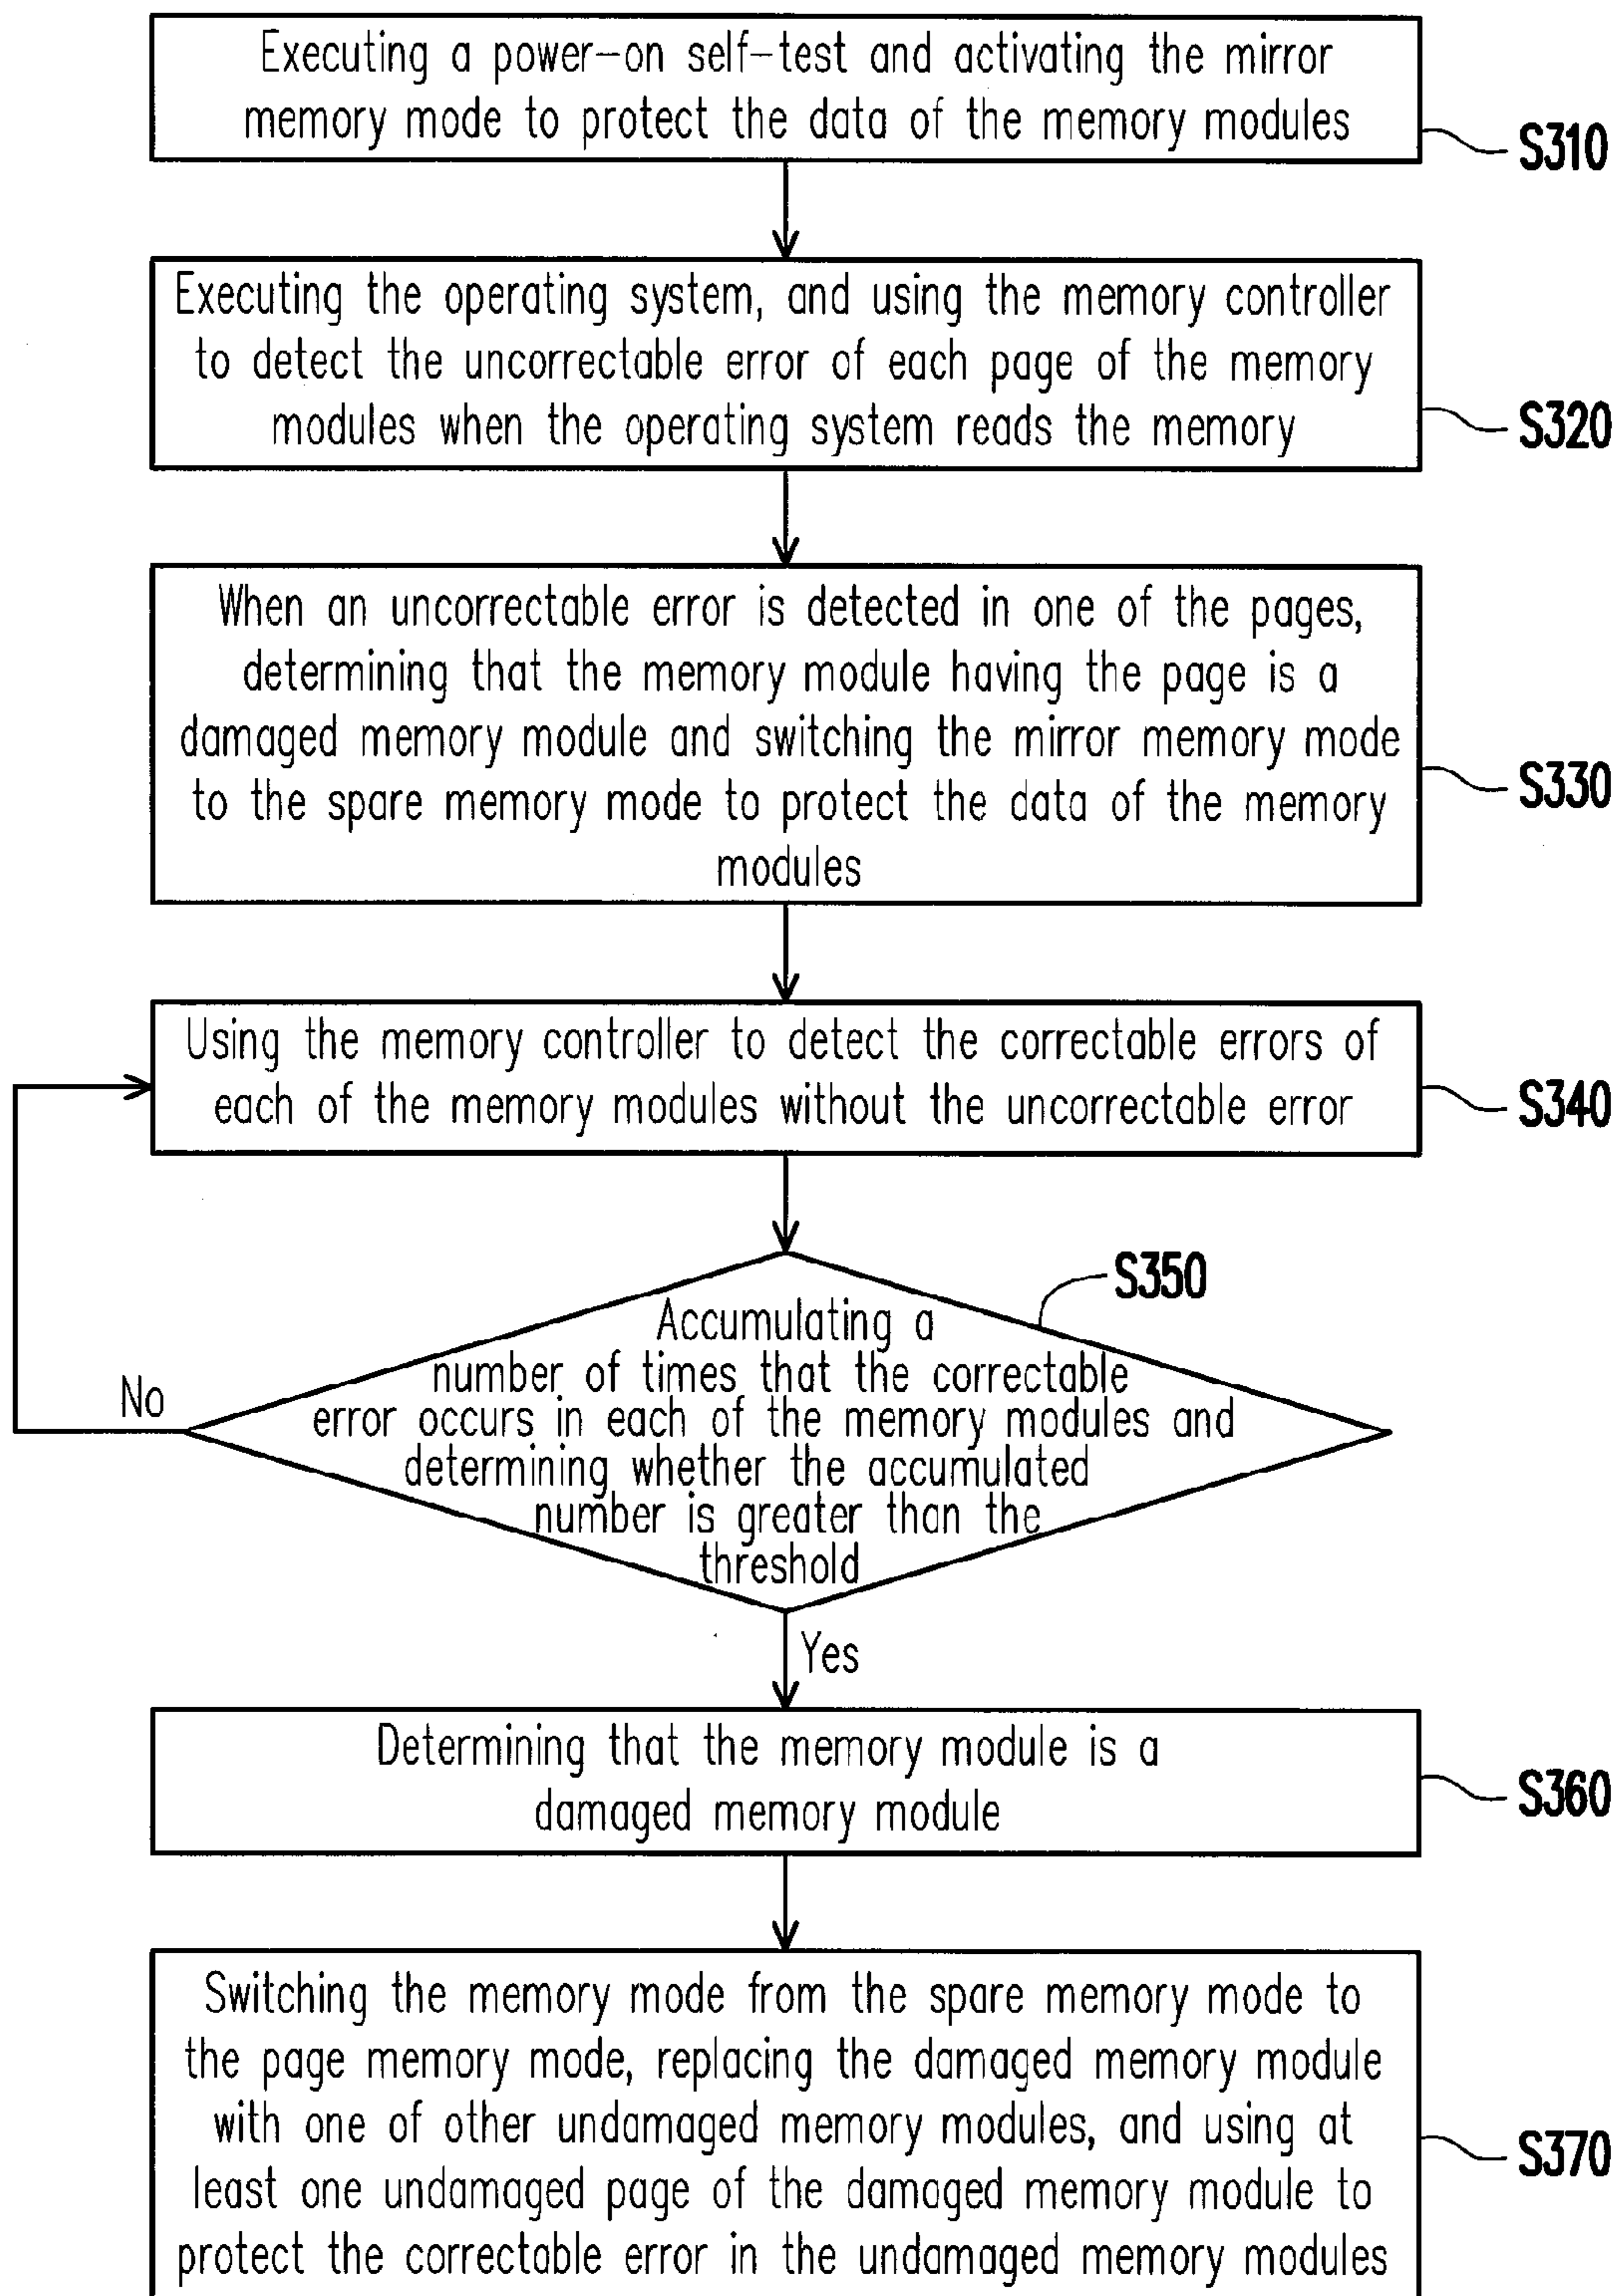 Executing a power-on self-test and activating the mirror
memory mode to protect the data of the memory modules
S310
Executing the operating system, and using the memory controller
to detect the uncorrectable error of each page of the memory
modules when the operating system reads the memory
S320
When an uncorrectable error is detected in one of the pages,
determining that the memory module having the page is a
damaged memory module and switching the mirror memory mode
to the spare memory mode to protect the data of the memory
modules
S330
Using the memory controller to detect the correctable errors of
each of the memory modules without the uncorrectable error
S340
S350
Accumulating a
number of times that the correctable
error occurs in each of the memory modules and
determining whether the accumulated
number is greater than the
threshold
No
Yes
Determining that the memory module is a
damaged memory module
S360
Switching the memory mode from the spare memory mode to
the page memory mode, replacing the damaged memory module
with one of other undamaged memory modules, and using at
least one undamaged page of the damaged memory module to
protect the correctable error in the undamaged memory modules
S370